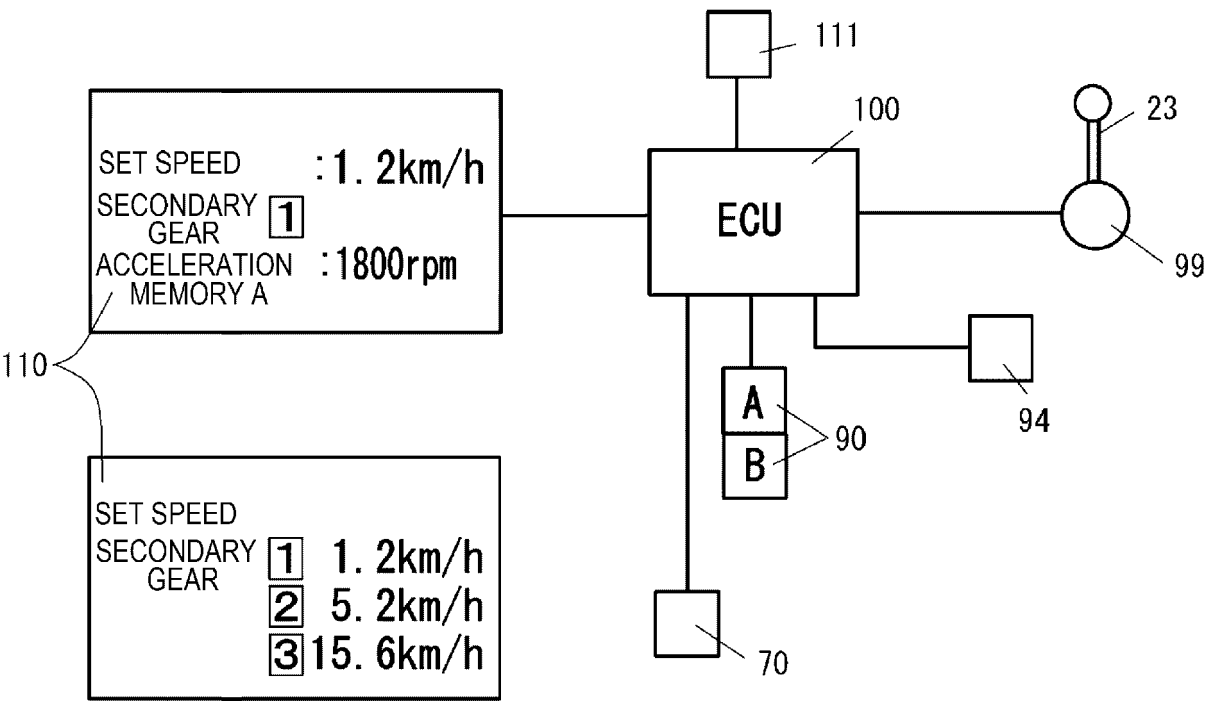 111
100
23
SET SPEED :1.2km/h
SECONDARY 1
GEAR
ACCELERATION :1800rpm
MEMORY A
ECU
99
110
94
A
90
B
SET SPEED
SECONDARY 1 1.2km/h
GEAR
2 5.2km/h
3 15.6km/h
70